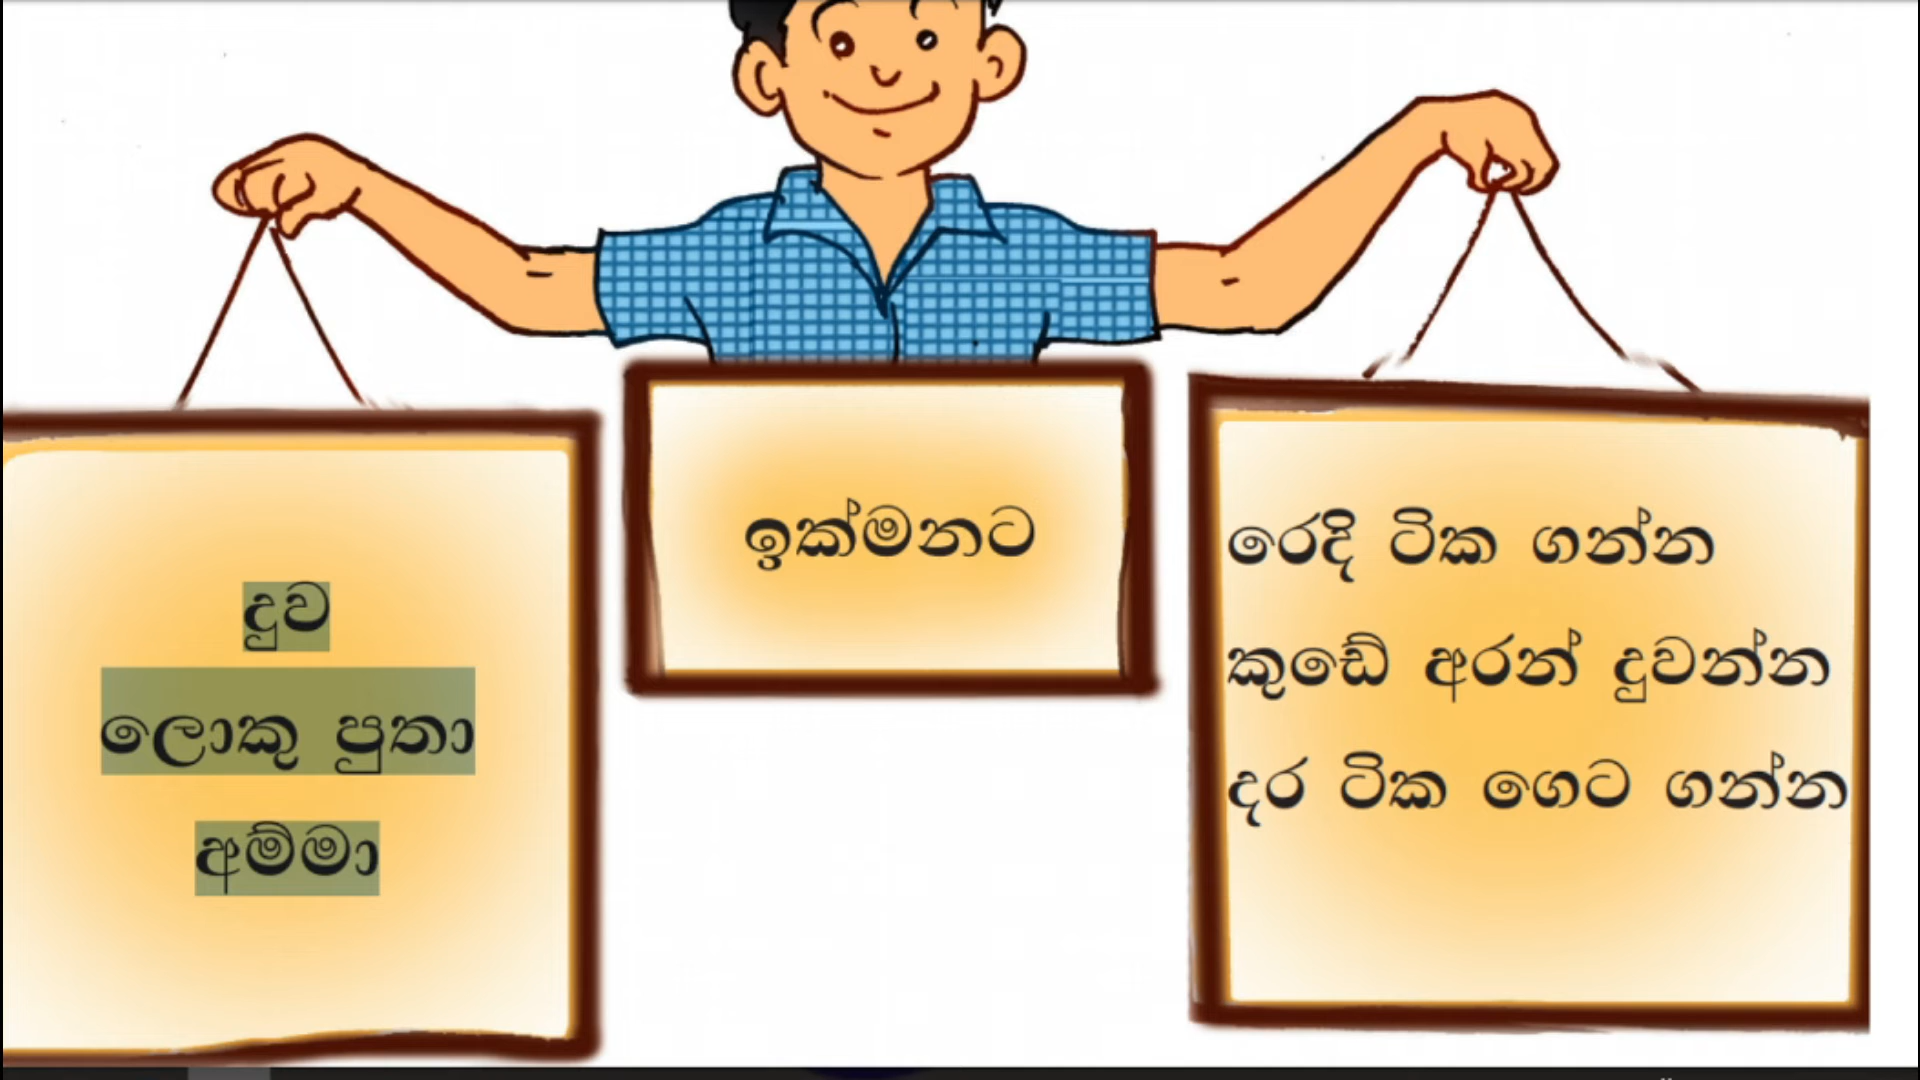 දුව
ලොකු පුතා
අම්මා
ඉක්මනට
රෙදි ටික ගන්න
කුඩේ අරන් දුවන්න
දර ටික ගෙට ගන්න